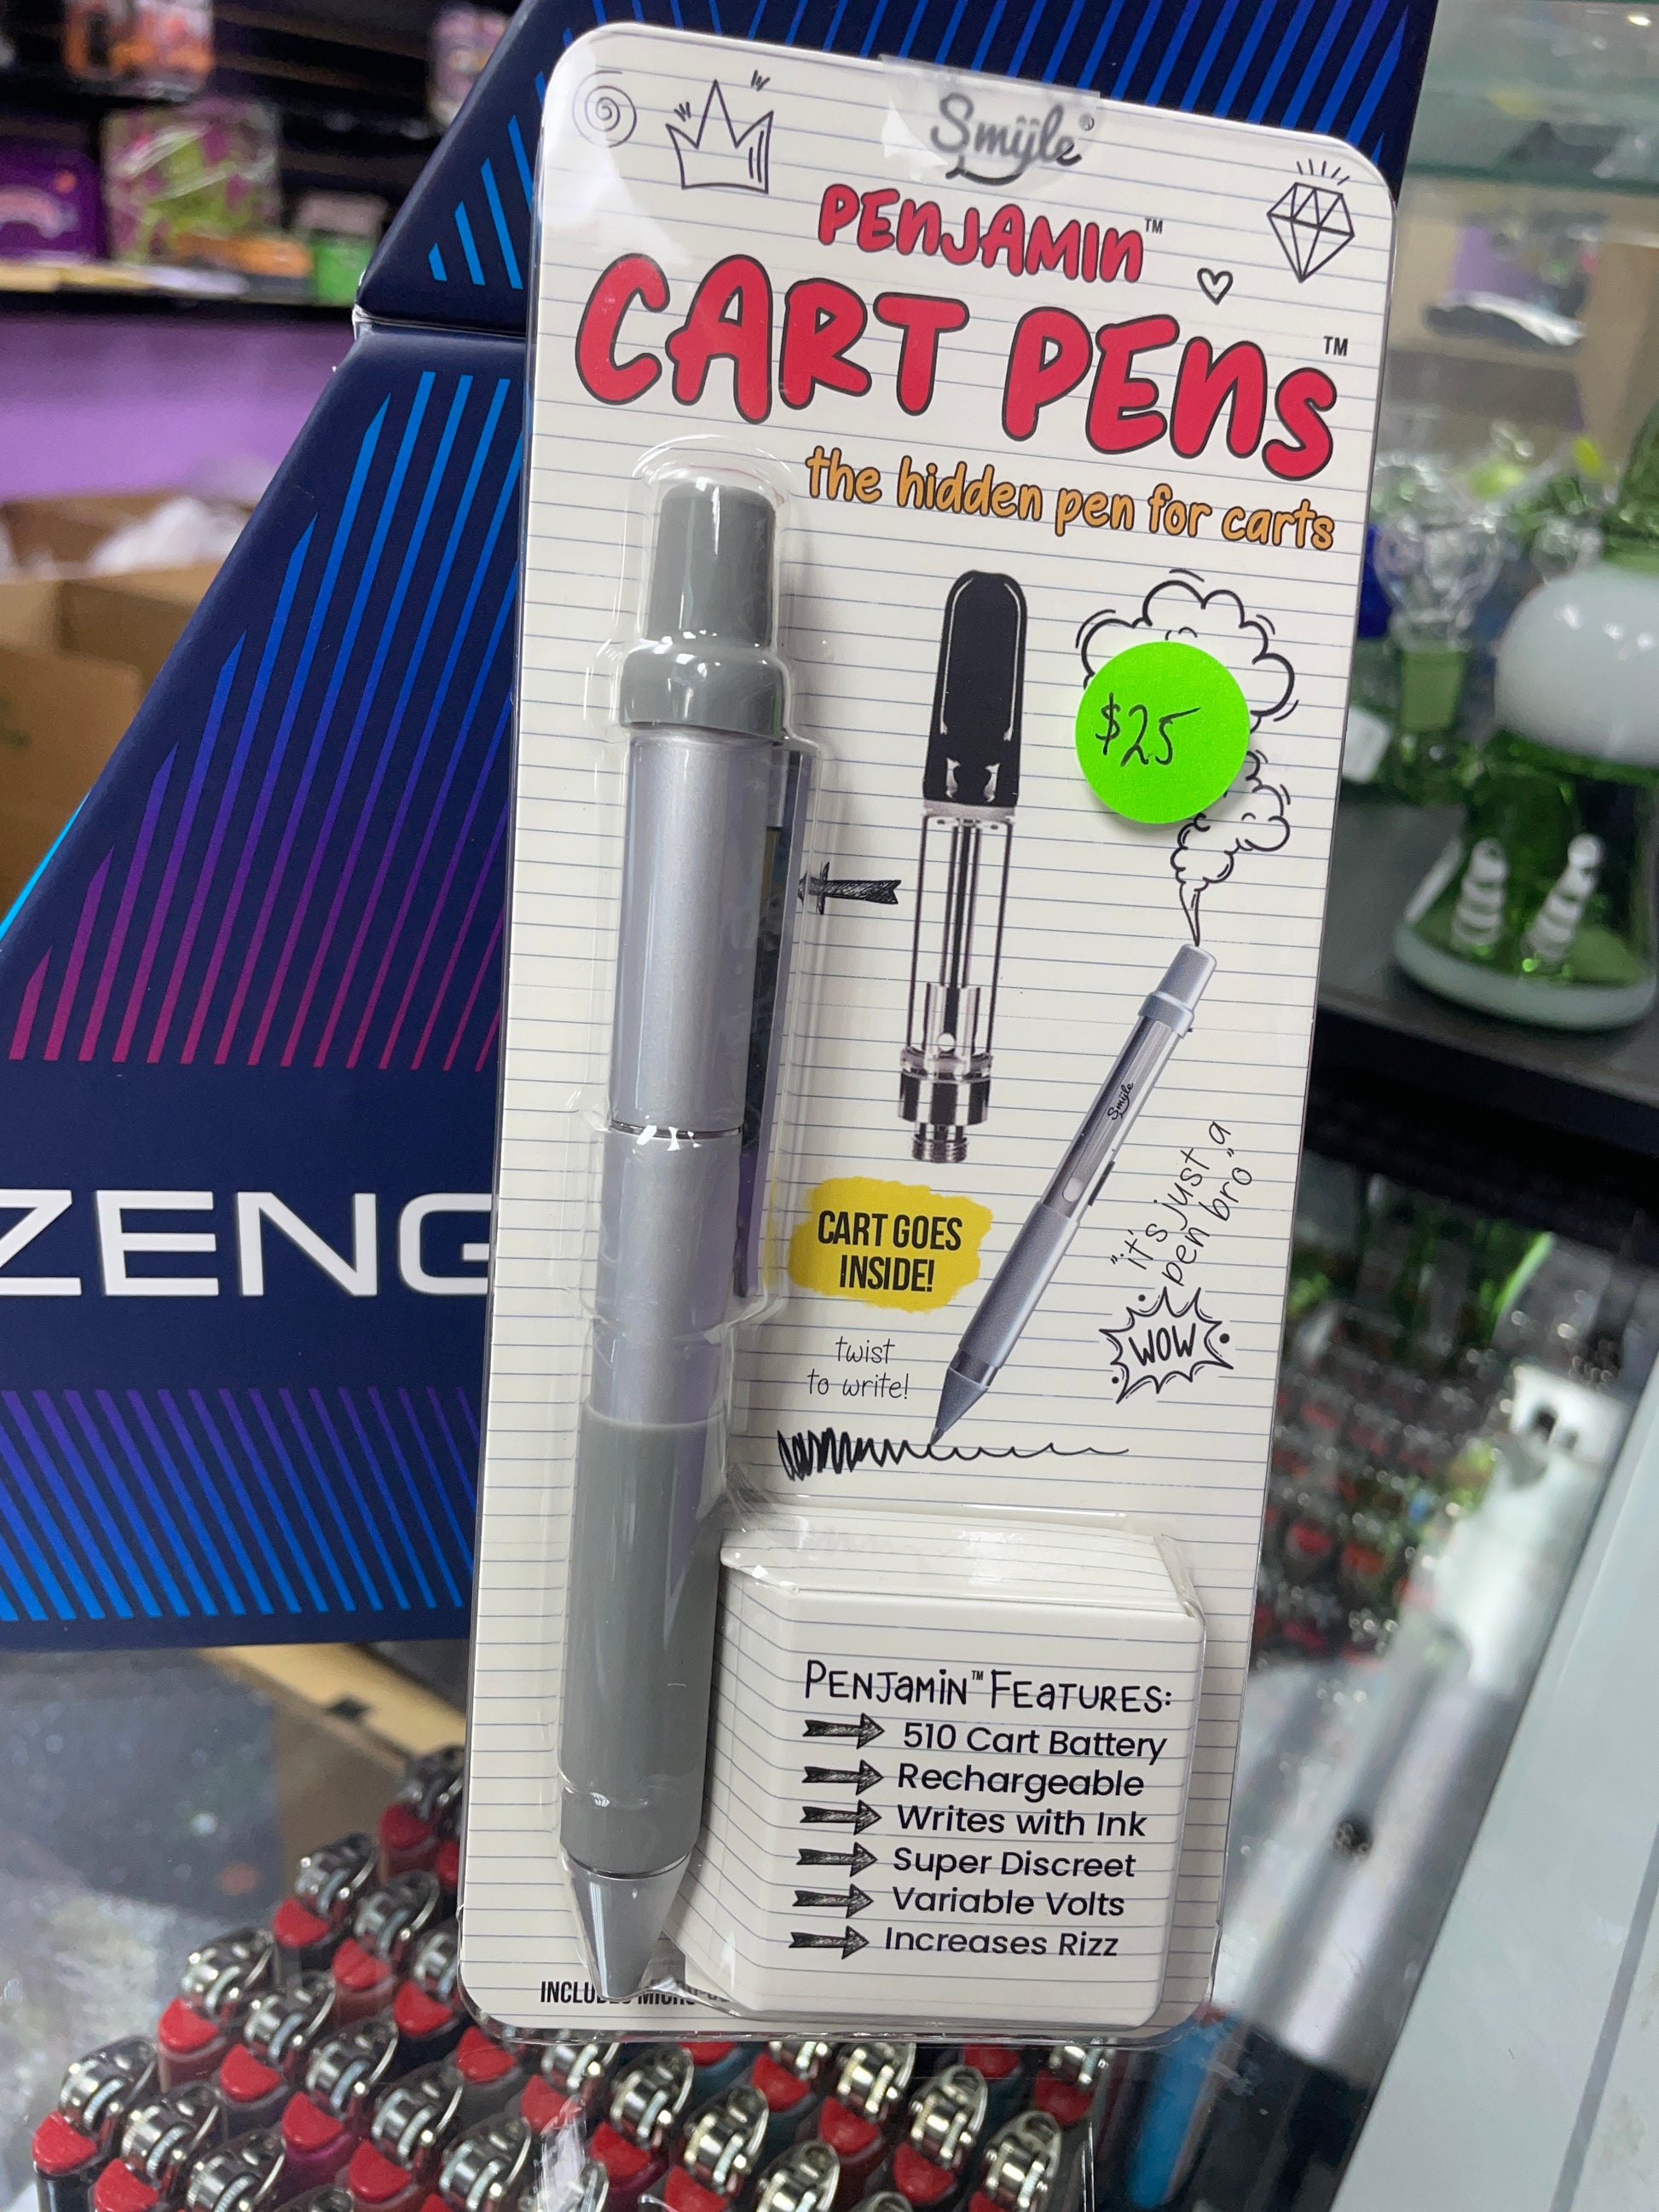 Smÿle®
PENJAMIN™
CART PENS™
the hidden pen for carts
$25
Smÿle
"it's just a
pen bro"
CART GOES
INSIDE!
WOW
twist
to write!
ZENG
PENJAMIN™ FEATURES:
510 Cart Battery
Rechargeable
Writes with Ink
Super Discreet
Variable Volts
Increases Rizz